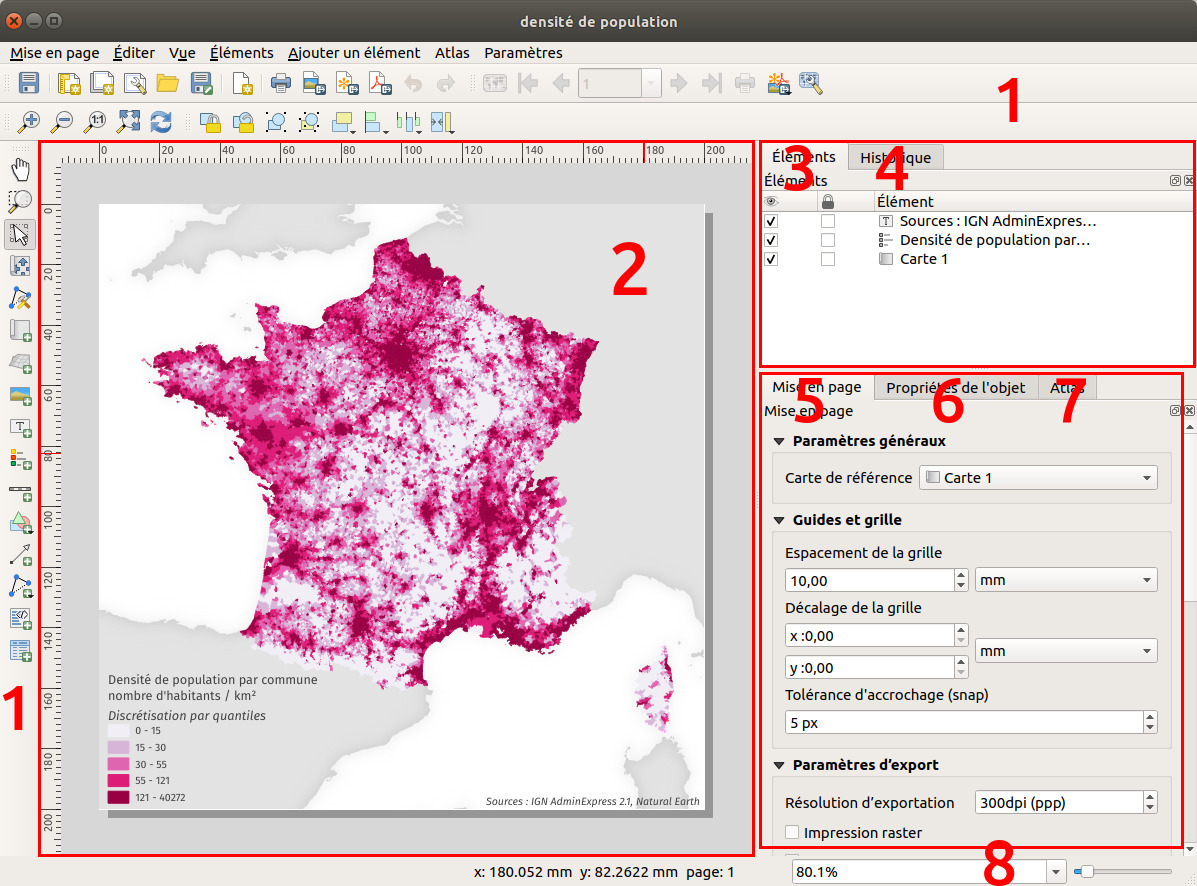 densité de population
Mise en page Éditer Vue Éléments Ajouter un élément Atlas Paramètres
1
1
1:1
0 20 40 60 80 100 120 140 160 180 200
0
20
40
60
80
100
120
140
160
180
200
1
2
Densité de population par commune
nombre d'habitants / km²
Discrétisation par quantiles
0 - 15
15 - 30
30 - 55
55 - 121
121 - 40272
Sources : IGN AdminExpress 2.1, Natural Earth
Éléments Historique
3 4
Éléments
Élément
Sources : IGN AdminExpres...
Densité de population par...
Carte 1
Mise en page Propriétés de l'objet Atlas
5 6 7
Mise en page
Paramètres généraux
Carte de référence Carte 1
Guides et grille
Espacement de la grille
10,00 mm
Décalage de la grille
x :0,00
mm
y :0,00
Tolérance d'accrochage (snap)
5 px
Paramètres d'export
Résolution d'exportation 300dpi (ppp)
Impression raster
8
x: 180.052 mm y: 82.2622 mm page: 1 80.1%